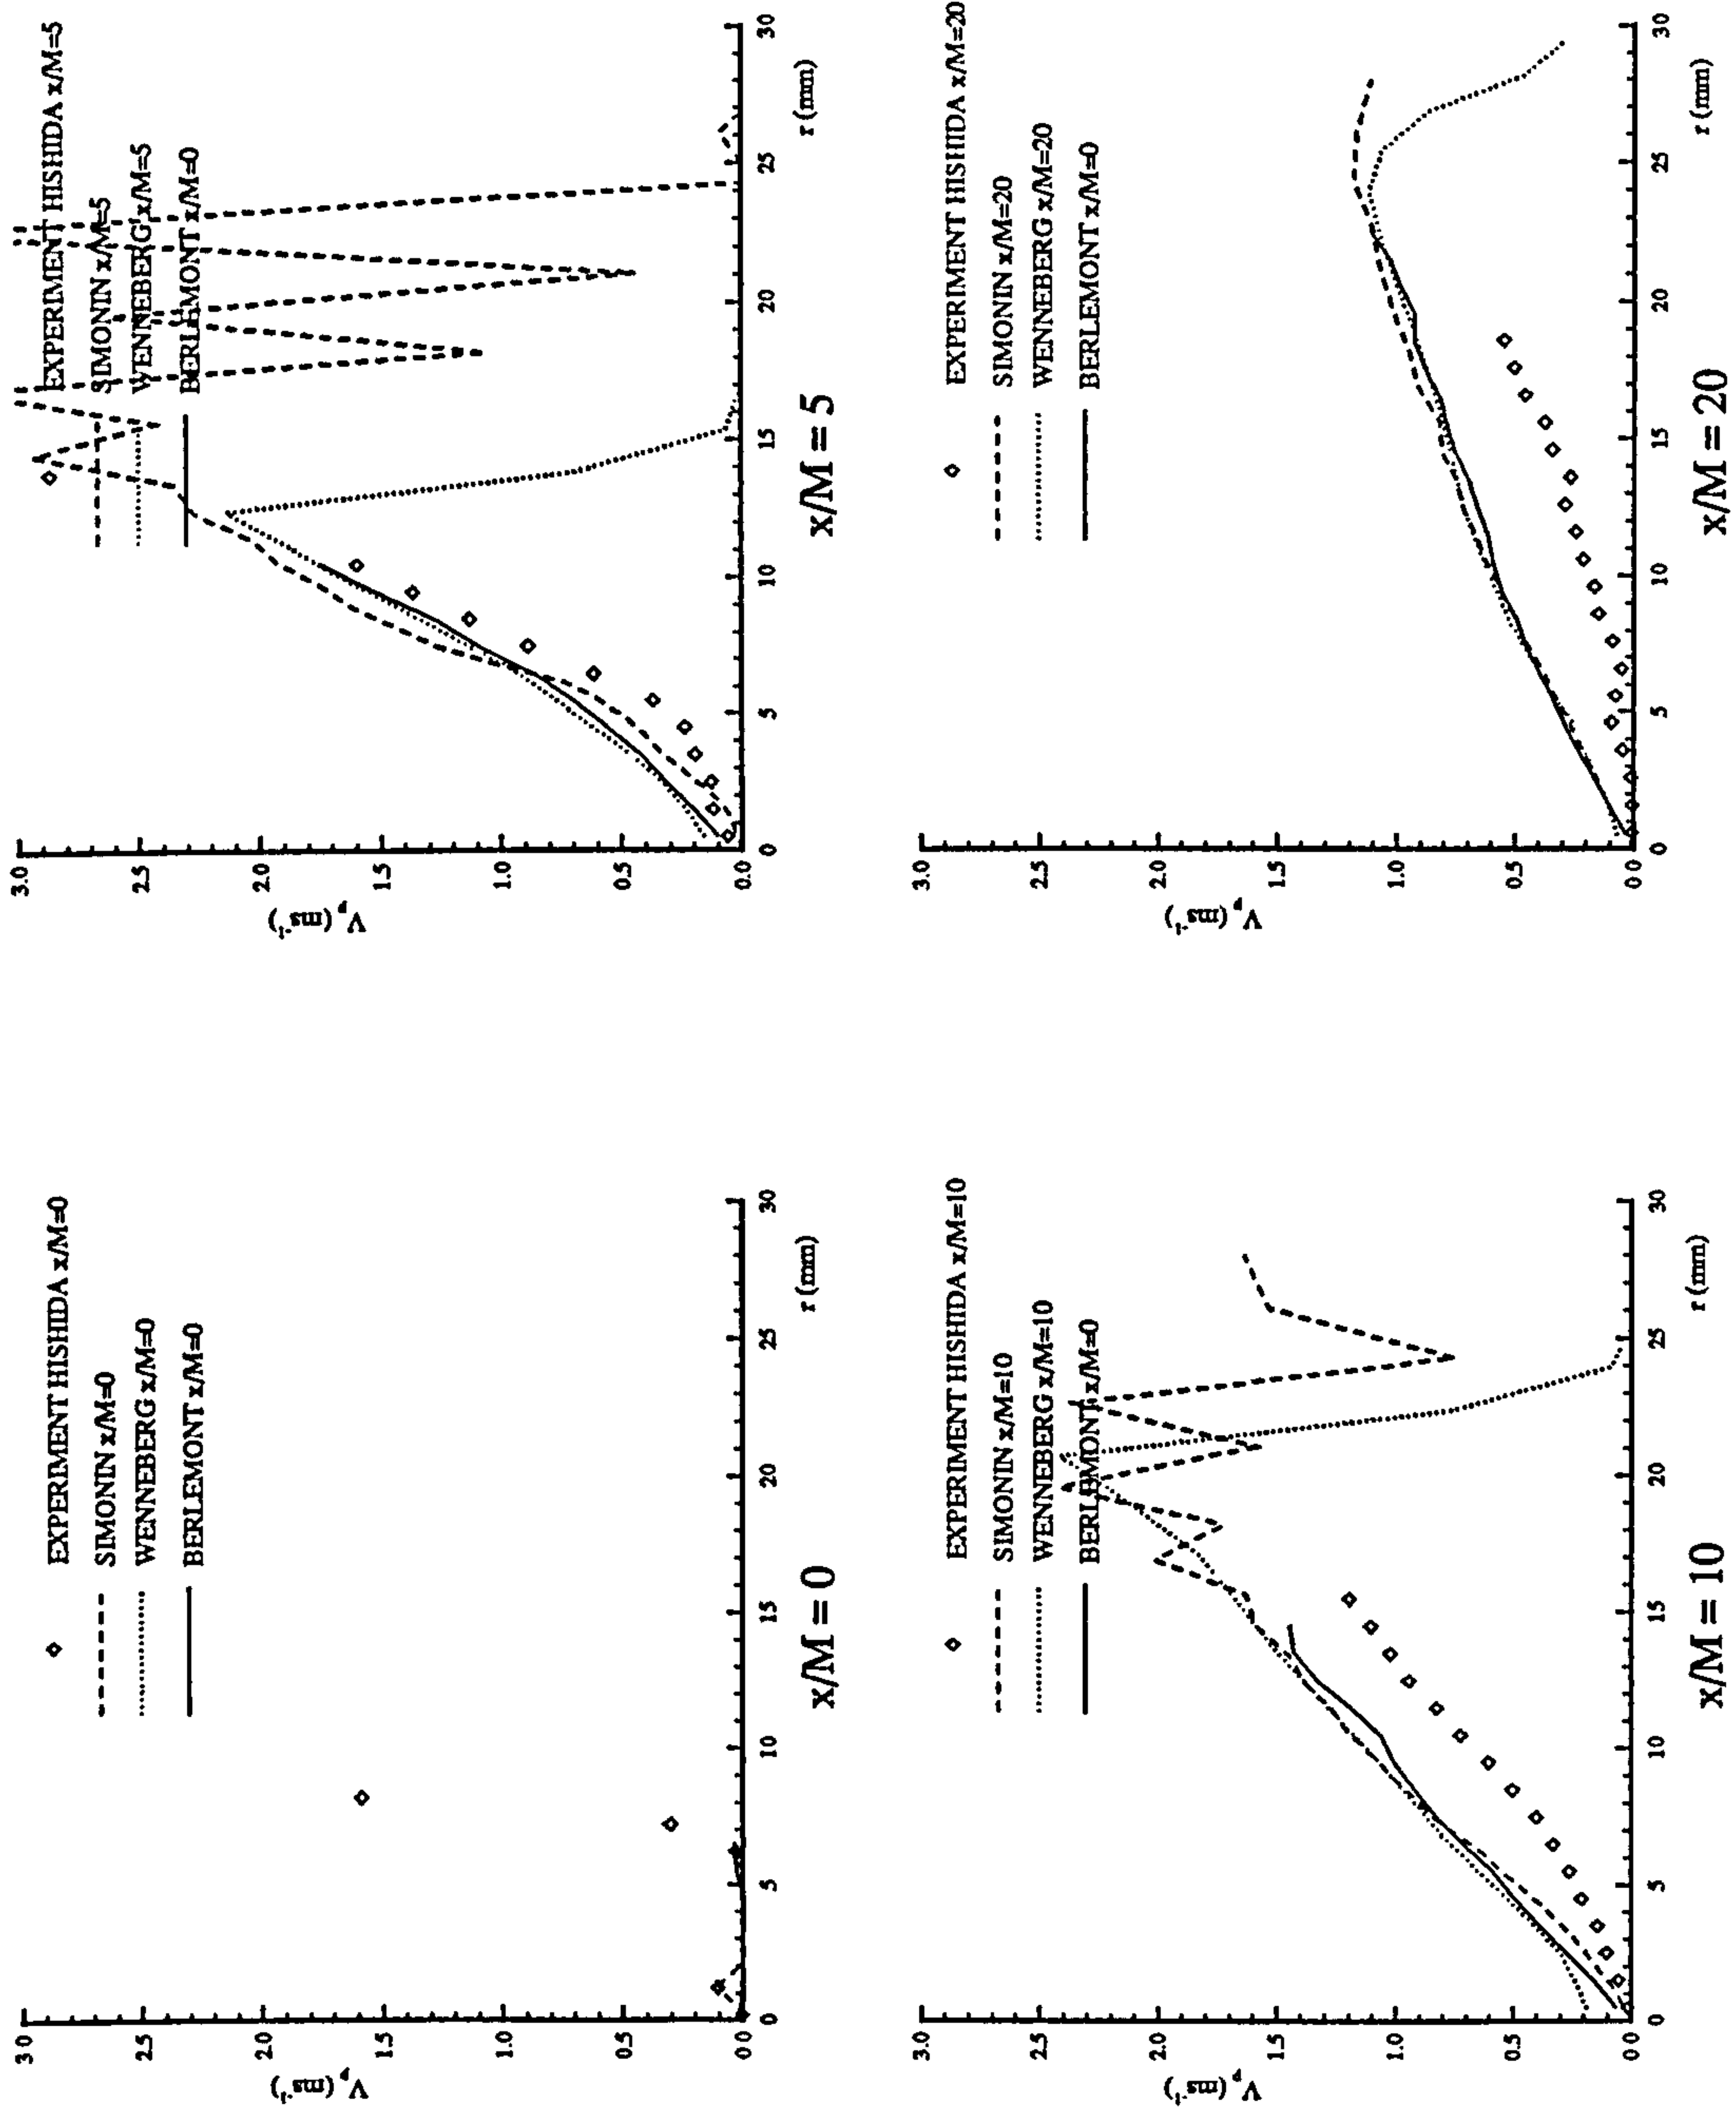 3 0
2.5
2.0
1.5
1.0
0.5
0 0
V_p (ms⁻¹)
EXPERIMENT HISHIDA x/M=0
SIMONIN x/M=0
WENNEBERG x/M=0
BERLEMONT x/M=0
0
5
10
15
20
25
30
r (mm)
x/M = 0
3.0
2.5
2.0
1.5
1.0
0.5
0.0
V_p (ms⁻¹)
EXPERIMENT HISHIDA x/M=5
SIMONIN x/M=5
WENNEBERG x/M=5
BERLEMONT x/M=0
0
5
10
15
20
25
30
r (mm)
x/M = 5
3.0
2.5
2.0
1.5
1.0
0.5
0 0
V_p (ms⁻¹)
EXPERIMENT HISHIDA x/M=10
SIMONIN x/M=10
WENNEBERG x/M=10
BERLEMONT x/M=0
0
5
10
15
20
25
30
r (mm)
x/M = 10
3.0
2.5
2.0
1.5
1.0
0.5
0 0
V_p (ms⁻¹)
EXPERIMENT HISHIDA x/M=20
SIMONIN x/M=20
WENNEBERG x/M=20
BERLEMONT x/M=0
0
5
10
15
20
25
30
r (mm)
x/M = 20